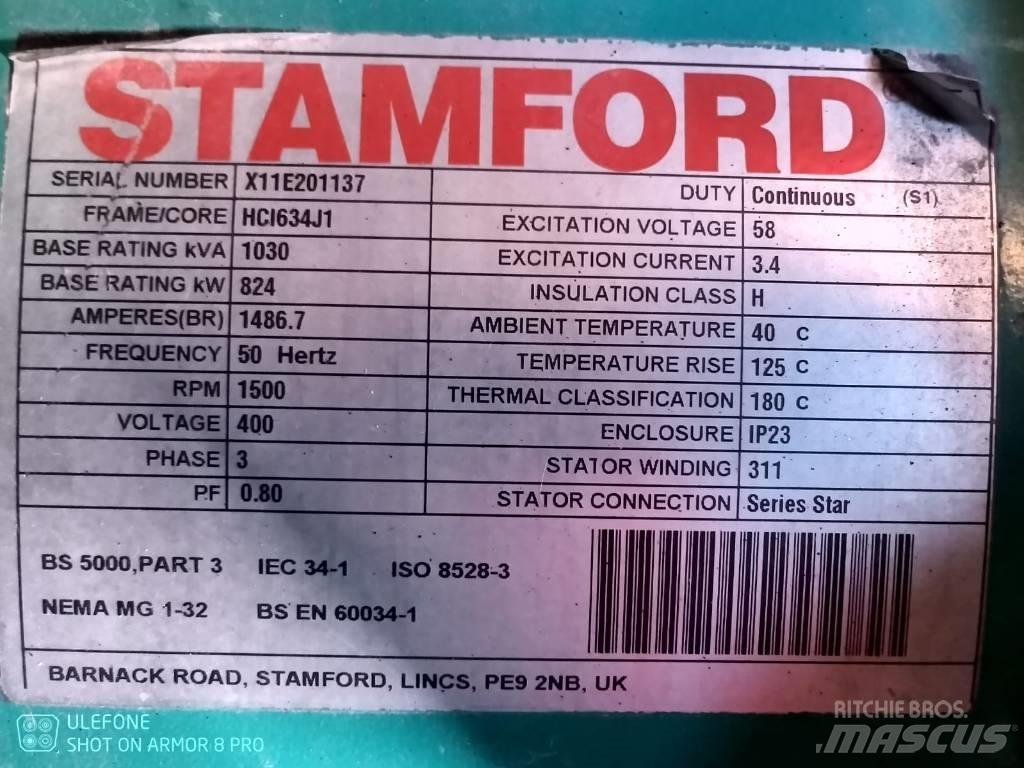 STAMFORD
SERIAL NUMBER X11E201137
FRAME/CORE HCI634J1
BASE RATING kVA 1030
BASE RATING kW 824
AMPERES(BR) 1486.7
FREQUENCY 50 Hertz
RPM 1500
VOLTAGE 400
PHASE 3
PF 0.80
DUTY Continuous (S1)
EXCITATION VOLTAGE 58
EXCITATION CURRENT 3.4
INSULATION CLASS H
AMBIENT TEMPERATURE 40 C
TEMPERATURE RISE 125 C
THERMAL CLASSIFICATION 180 C
ENCLOSURE IP23
STATOR WINDING 311
STATOR CONNECTION Series Star
BS 5000,PART 3 IEC 34-1 ISO 8528-3
NEMA MG 1-32 BS EN 60034-1
BARNACK ROAD, STAMFORD, LINCS, PE9 2NB, UK
ULEFONE
SHOT ON ARMOR 8 PRO
RITCHIE BROS.
MASCUS